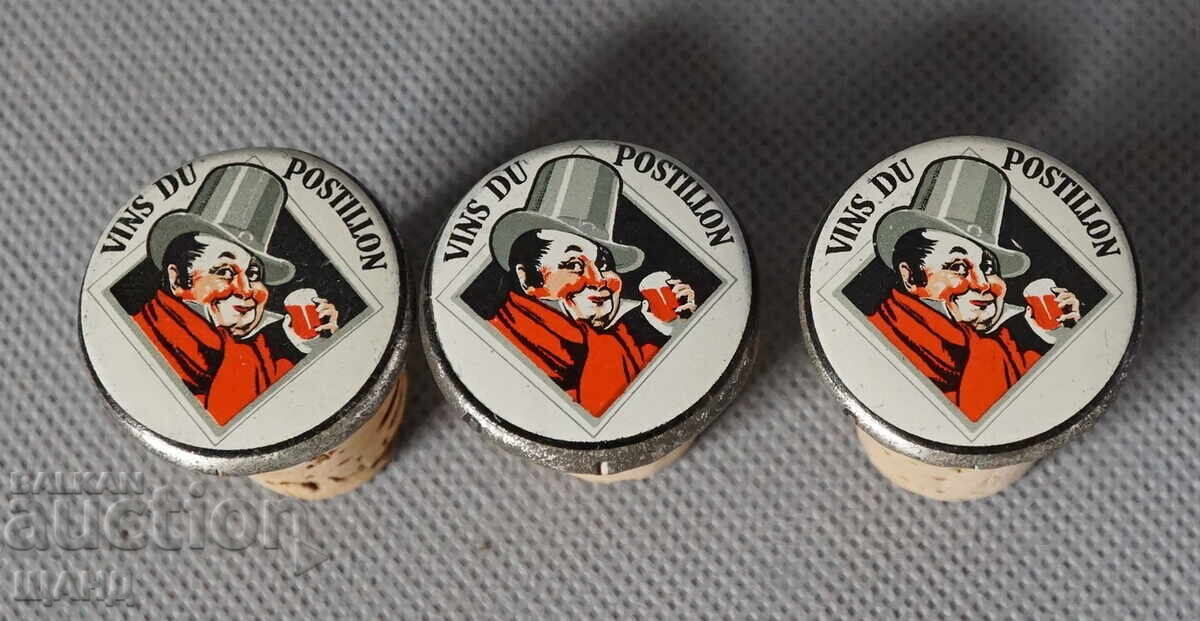 VINS DU POSTILLON
VINS DU POSTILLON
VINS DU POSTILLON
BALKAN
auction
ЩАНД